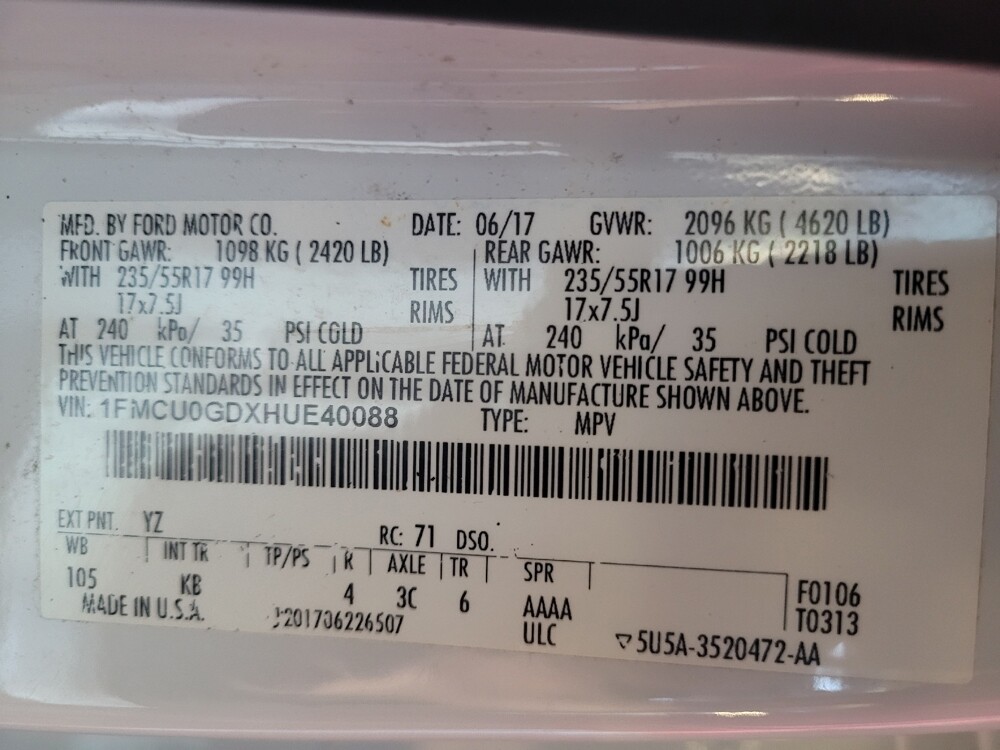 MFD. BY FORD MOTOR CO. DATE: 06/17 GVWR: 2096 KG ( 4620 LB)
FRONT GAWR: 1098 KG ( 2420 LB) REAR GAWR: 1006 KG ( 2218 LB)
WITH 235/55R17 99H TIRES WITH 235/55R17 99H TIRES
17x7.5J RIMS 17x7.5J RIMS
AT 240 kPa/ 35 PSI COLD AT 240 kPa/ 35 PSI COLD
THIS VEHICLE CONFORMS TO ALL APPLICABLE FEDERAL MOTOR VEHICLE SAFETY AND THEFT
PREVENTION STANDARDS IN EFFECT ON THE DATE OF MANUFACTURE SHOWN ABOVE.
VIN: 1FMCU0GDXHUE40088 TYPE: MPV
EXT PNT. YZ RC: 71 DSO.
WB INT TR TP/PS R AXLE TR SPR
105 KB 4 3C 6 AAAA F0106
MADE IN U.S.A. ULC T0313
5U5A-3520472-AA